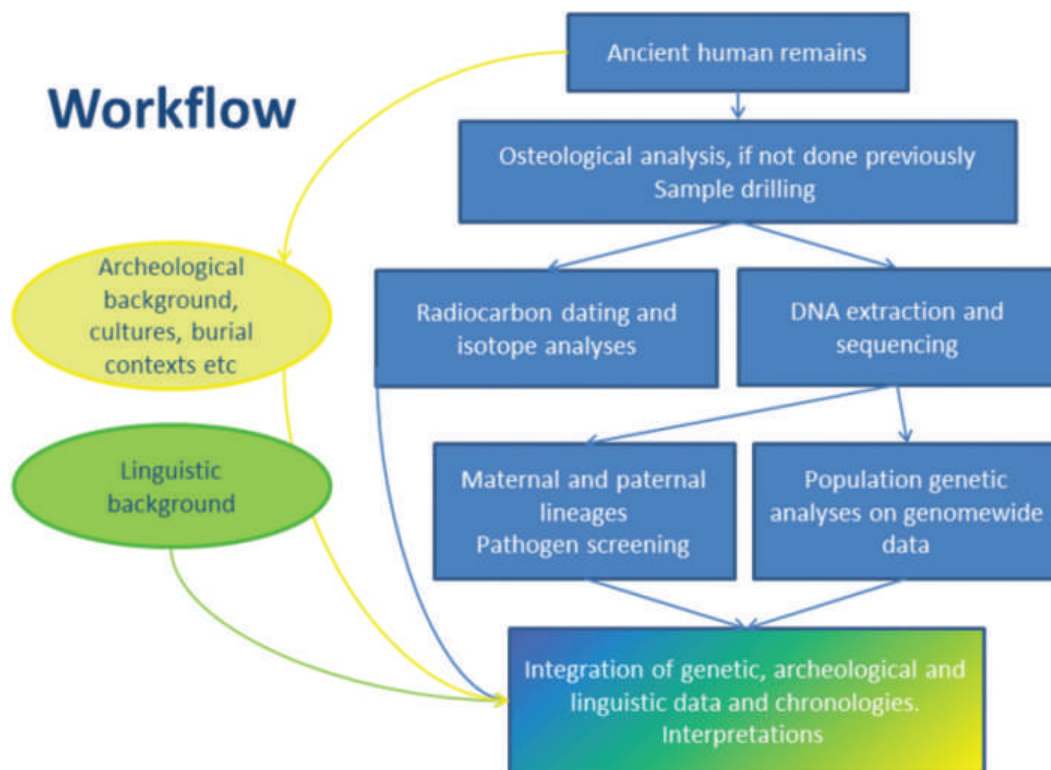 Workflow
Ancient human remains
Osteological analysis, if not done previously
Sample drilling
Archeological
background,
cultures, burial
contexts etc
Radiocarbon dating and
isotope analyses
DNA extraction and
sequencing
Linguistic
background
Maternal and paternal
lineages
Pathogen screening
Population genetic
analyses on genomewide
data
Integration of genetic, archeological and
linguistic data and chronologies.
Interpretations